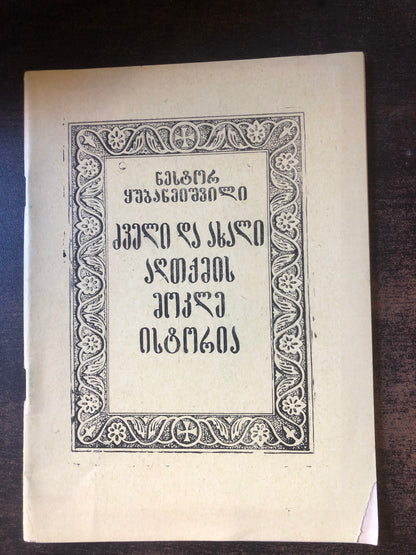 ნესტორ
ყუბანეიშვილი
ძველი და ახალი
აღთქმის
მოკლე
ისტორია